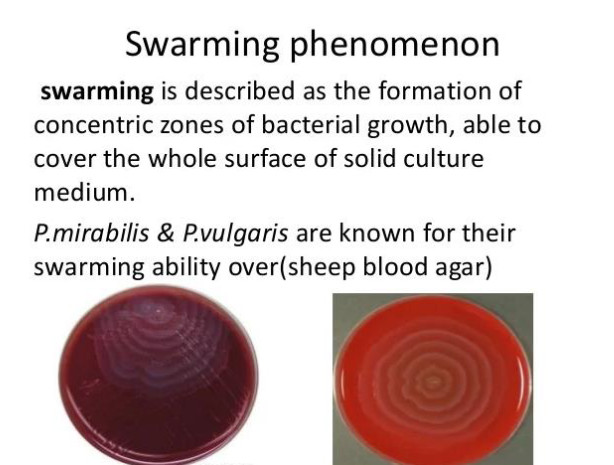 Swarming phenomenon
swarming is described as the formation of
concentric zones of bacterial growth, able to
cover the whole surface of solid culture
medium.
P.mirabilis & P.vulgaris are known for their
swarming ability over(sheep blood agar)